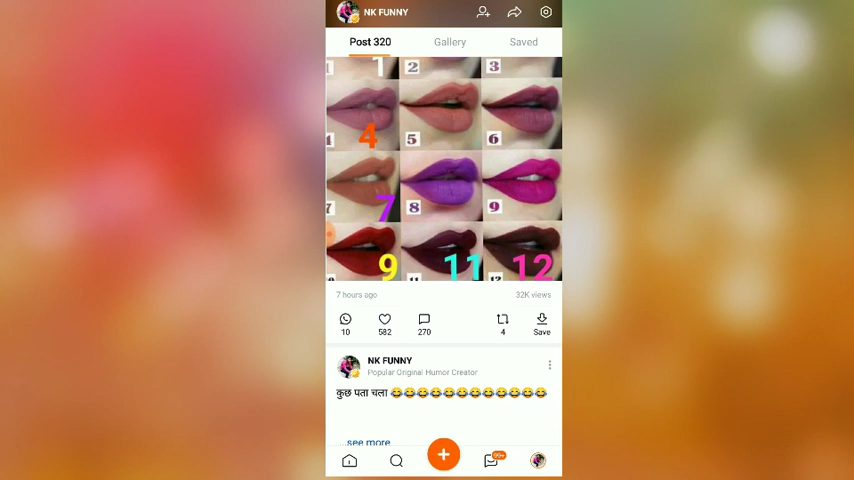 NK FUNNY
Post 320 Gallery Saved
1 2 3
4 5 6
7 7 8 9
9 11 12
7 hours ago 32K views
10 582 270 4 Save
NK FUNNY
Popular Original Humor Creator
कुछ पता चला 😂😂😂😂😂😂😂😂😂😂😂😂
...see more
99+